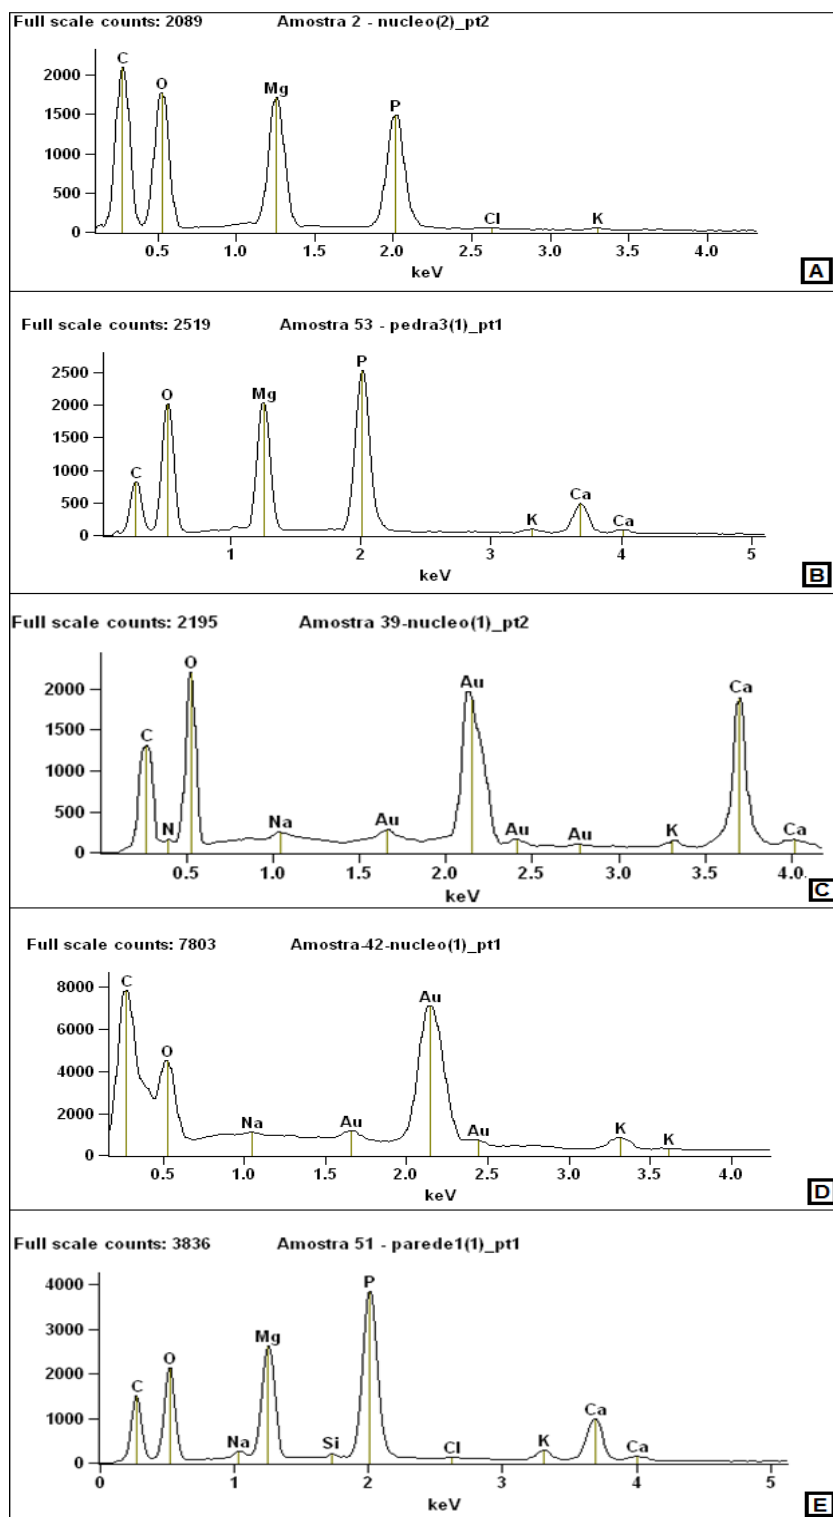 Full scale counts: 2089 Amostra 2 - nucleo(2)_pt2
C
O
Mg
P
Cl
K
2000
1500
1000
500
0
0.5 1.0 1.5 2.0 2.5 3.0 3.5 4.0
keV
A
Full scale counts: 2519 Amostra 53 - pedra3(1)_pt1
P
2500
O
Mg
2000
1500
C
1000
500
Ca
K
Ca
0
1 2 3 4 5
keV
B
Full scale counts: 2195 Amostra 39-nucleo(1)_pt2
O
Au
Ca
2000
C
1500
1000
500
N
Na
Au
Au
Au
K
Ca
0
0.5 1.0 1.5 2.0 2.5 3.0 3.5 4.0.
keV
C
Full scale counts: 7803 Amostra-42-nucleo(1)_pt1
C
8000
Au
6000
O
4000
2000
Na
Au
Au
K
K
0
0.5 1.0 1.5 2.0 2.5 3.0 3.5 4.0
keV
D
Full scale counts: 3836 Amostra 51 - parede1(1)_pt1
P
4000
3000
Mg
O
2000
C
1000
Na
Si
Cl
K
Ca
Ca
0
0 1 2 3 4 5
keV
E